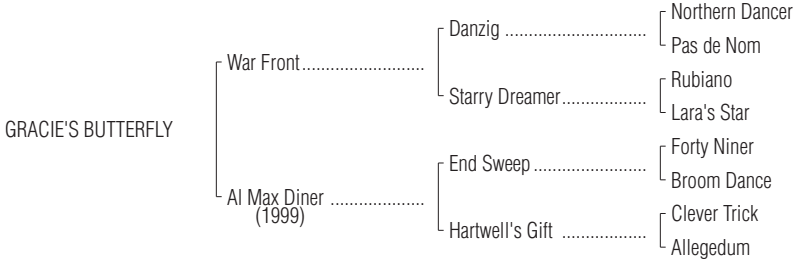 Northern Dancer
Danzig ..............................
Pas de Nom
War Front..........................
Rubiano
Starry Dreamer..................
Lara's Star
GRACIE'S BUTTERFLY
Forty Niner
End Sweep ........................
Broom Dance
Al Max Diner ....................
(1999)
Clever Trick
Hartwell's Gift ..................
Allegedum